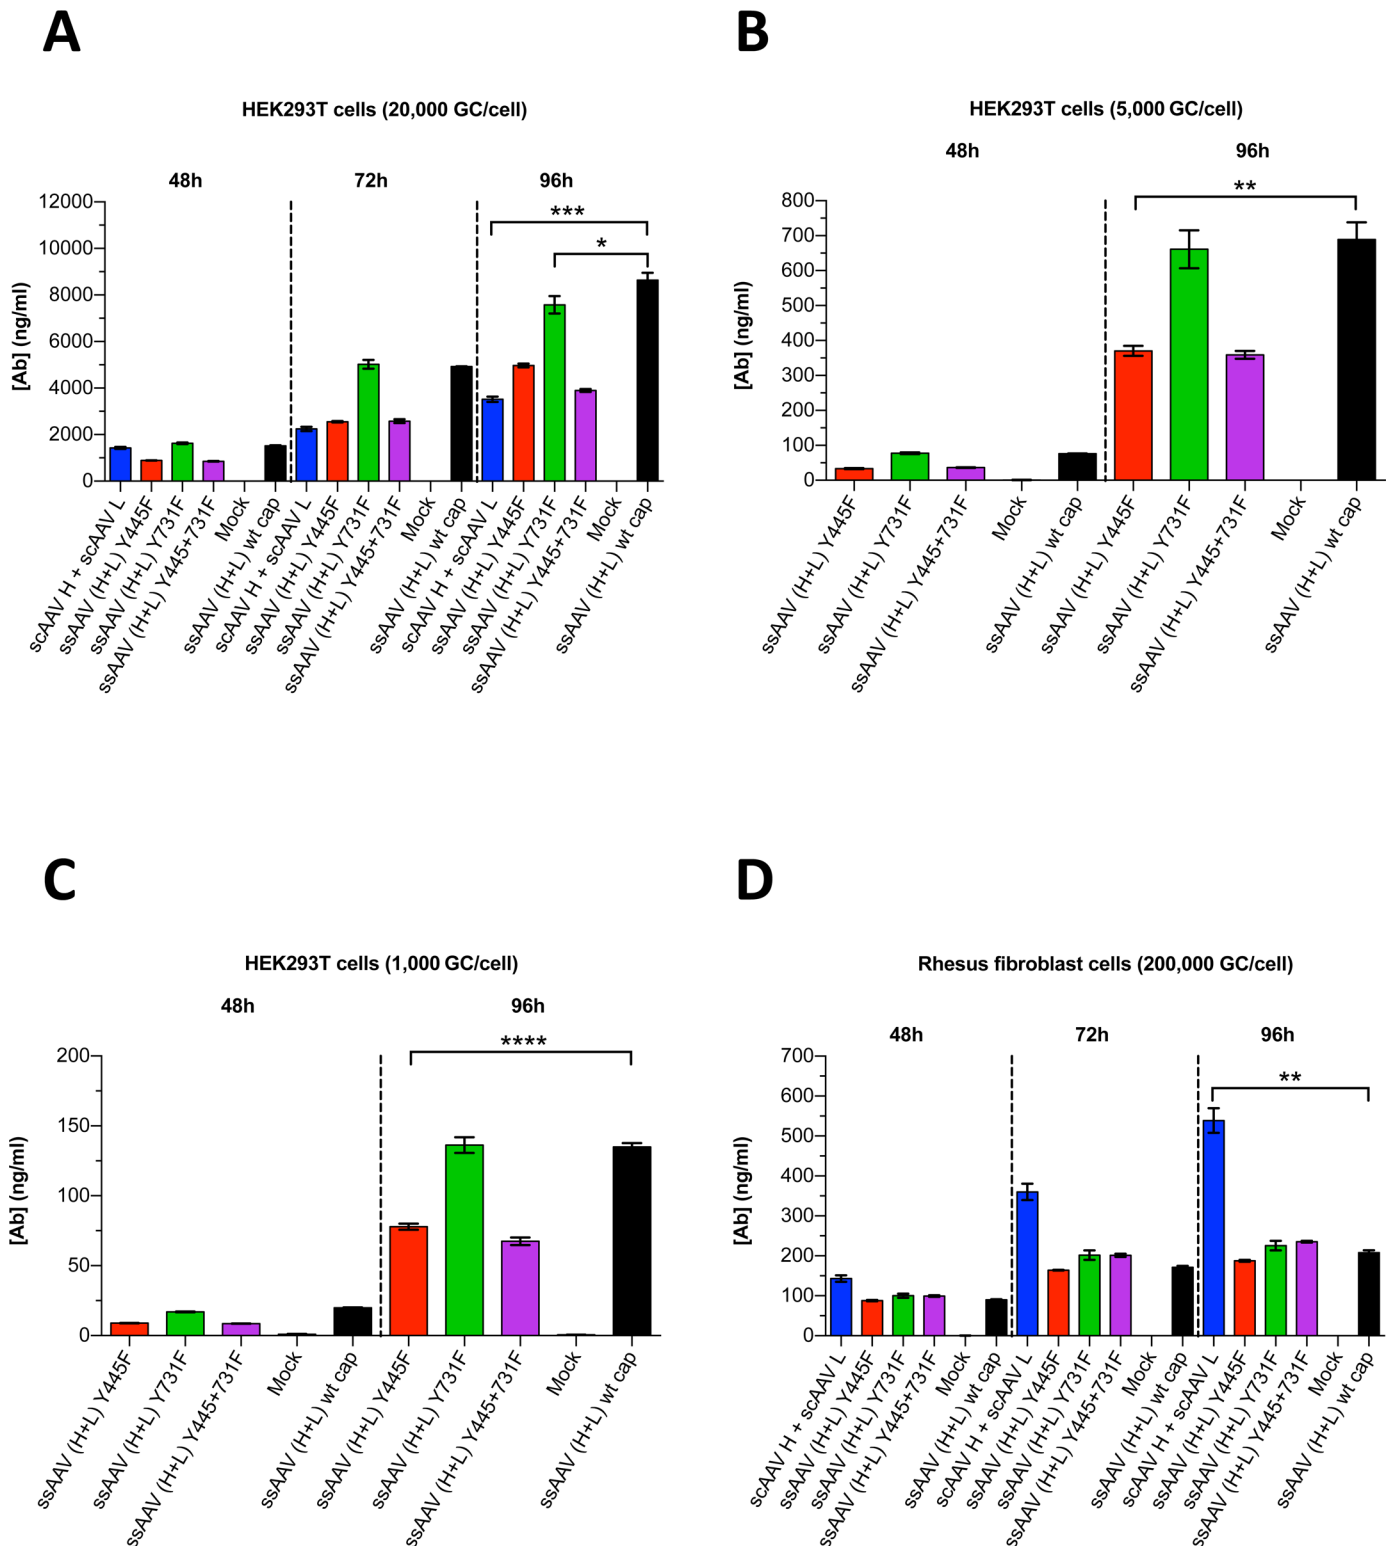 A
HEK293T cells (20,000 GC/cell)
48h
72h
96h
***
*
[Ab] (ng/ml)
12000
10000
8000
6000
4000
2000
0
scAAV H + scAAV L
ssAAV (H+L) Y445F
ssAAV (H+L) Y731F
ssAAV (H+L) Y445+731F
Mock
ssAAV (H+L) wt cap
scAAV H + scAAV L
ssAAV (H+L) Y445F
ssAAV (H+L) Y731F
ssAAV (H+L) Y445+731F
Mock
ssAAV (H+L) wt cap
scAAV H + scAAV L
ssAAV (H+L) Y445F
ssAAV (H+L) Y731F
ssAAV (H+L) Y445+731F
Mock
ssAAV (H+L) wt cap
B
HEK293T cells (5,000 GC/cell)
48h
96h
**
[Ab] (ng/ml)
800
700
600
500
400
300
200
100
0
ssAAV (H+L) Y445F
ssAAV (H+L) Y731F
ssAAV (H+L) Y445+731F
Mock
ssAAV (H+L) wt cap
ssAAV (H+L) Y445F
ssAAV (H+L) Y731F
ssAAV (H+L) Y445+731F
Mock
ssAAV (H+L) wt cap
C
HEK293T cells (1,000 GC/cell)
48h
96h
****
[Ab] (ng/ml)
200
150
100
50
0
ssAAV (H+L) Y445F
ssAAV (H+L) Y731F
ssAAV (H+L) Y445+731F
Mock
ssAAV (H+L) wt cap
ssAAV (H+L) Y445F
ssAAV (H+L) Y731F
ssAAV (H+L) Y445+731F
Mock
ssAAV (H+L) wt cap
D
Rhesus fibroblast cells (200,000 GC/cell)
48h
72h
96h
**
[Ab] (ng/ml)
700
600
500
400
300
200
100
0
scAAV H + scAAV L
ssAAV (H+L) Y445F
ssAAV (H+L) Y731F
ssAAV (H+L) Y445+731F
Mock
ssAAV (H+L) wt cap
scAAV H + scAAV L
ssAAV (H+L) Y445F
ssAAV (H+L) Y731F
ssAAV (H+L) Y445+731F
Mock
ssAAV (H+L) wt cap
scAAV H + scAAV L
ssAAV (H+L) Y445F
ssAAV (H+L) Y731F
ssAAV (H+L) Y445+731F
Mock
ssAAV (H+L) wt cap